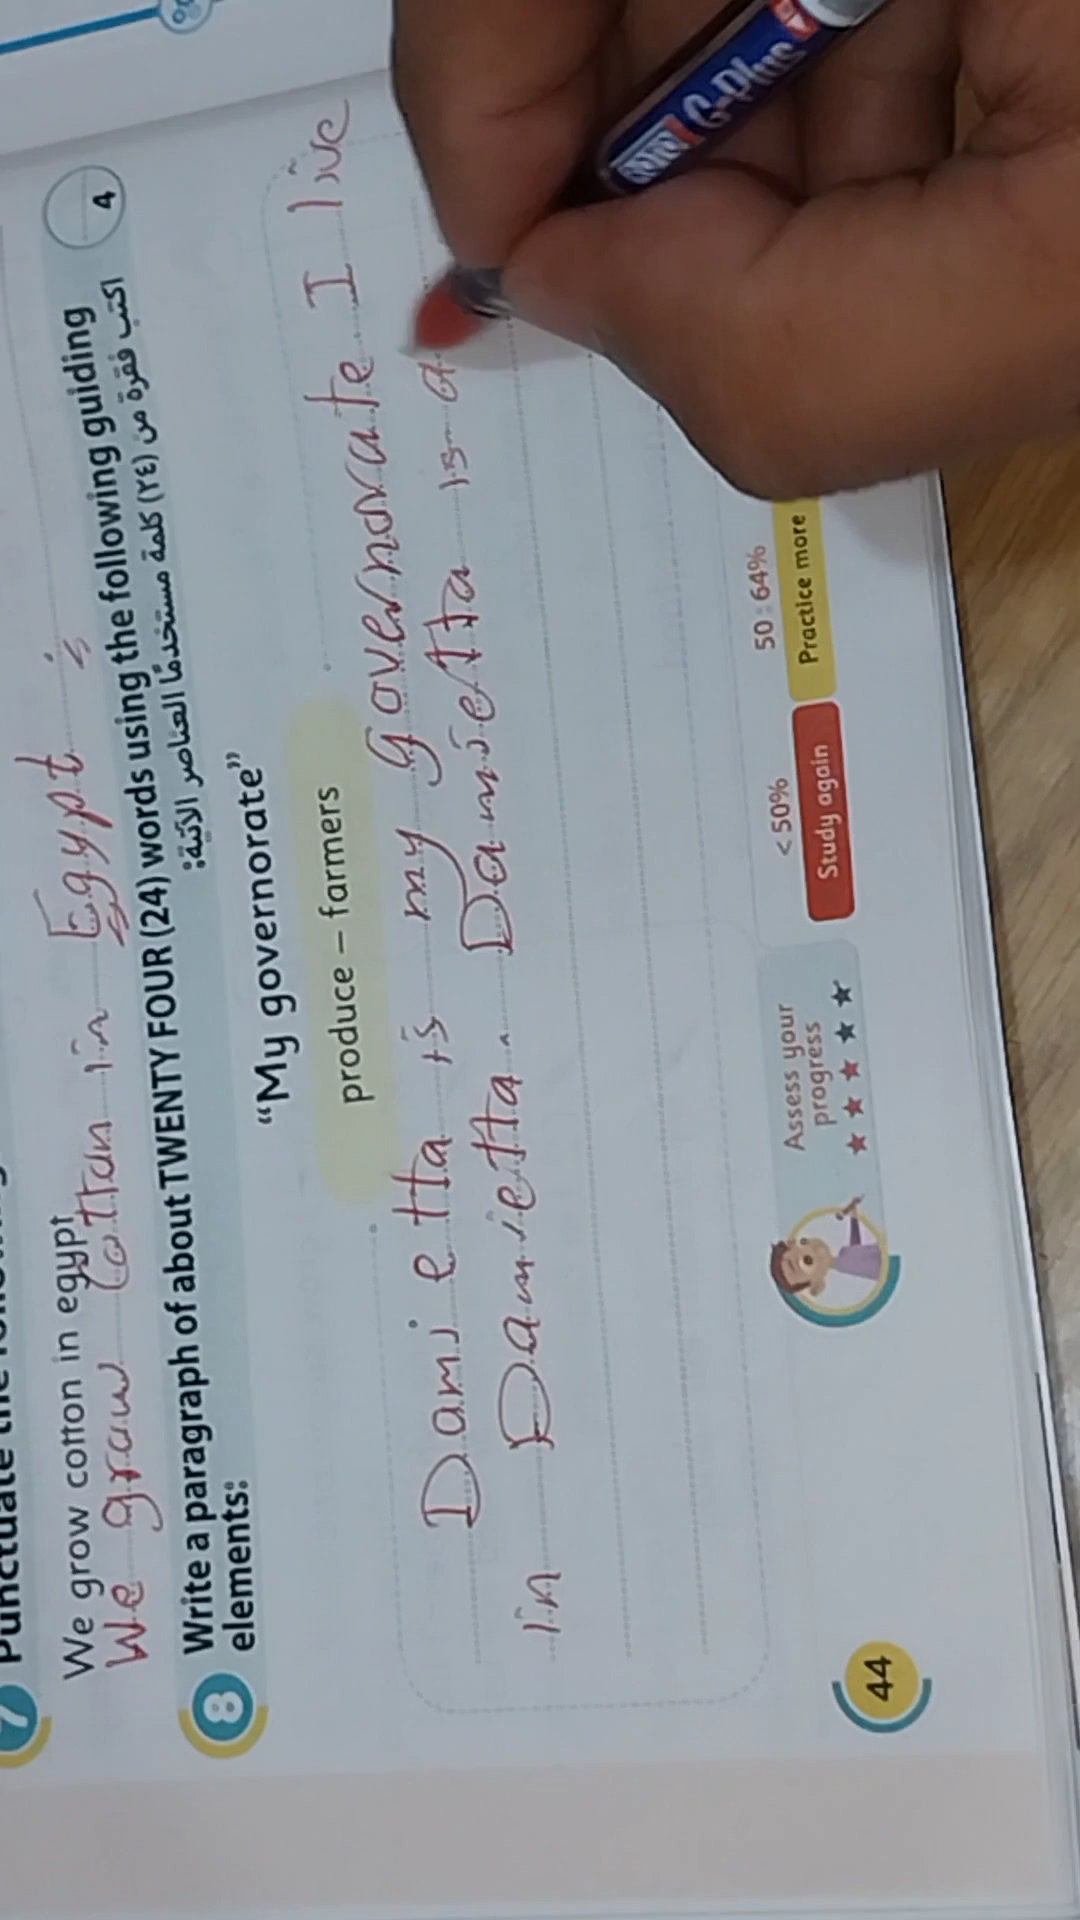 We grow cotton in egypt
We grow Cotton in Egypt
8 Write a paragraph of about TWENTY FOUR (24) words using the following guiding
elements:
اكتب فقرة من (٢٤) كلمة مستخدمًا العناصر الآتية:
4
"My governorate"
produce – farmers
Damietta is my governorate I live
in Damietta. Damietta is a
Assess your
progress
< 50%
Study again
50 : 64%
Practice more
44
G-Plus